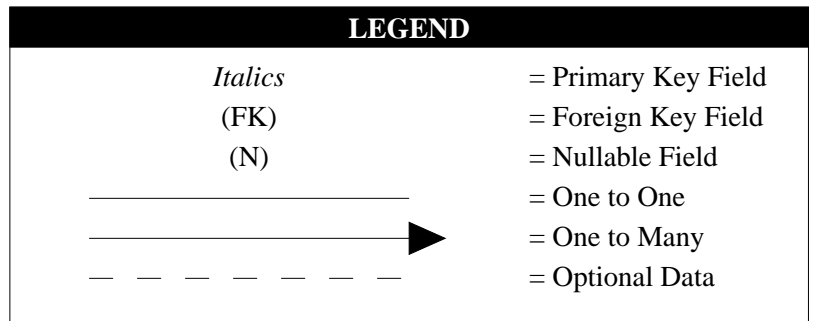 LEGEND
Italics = Primary Key Field
(FK) = Foreign Key Field
(N) = Nullable Field
= One to One
= One to Many
= Optional Data